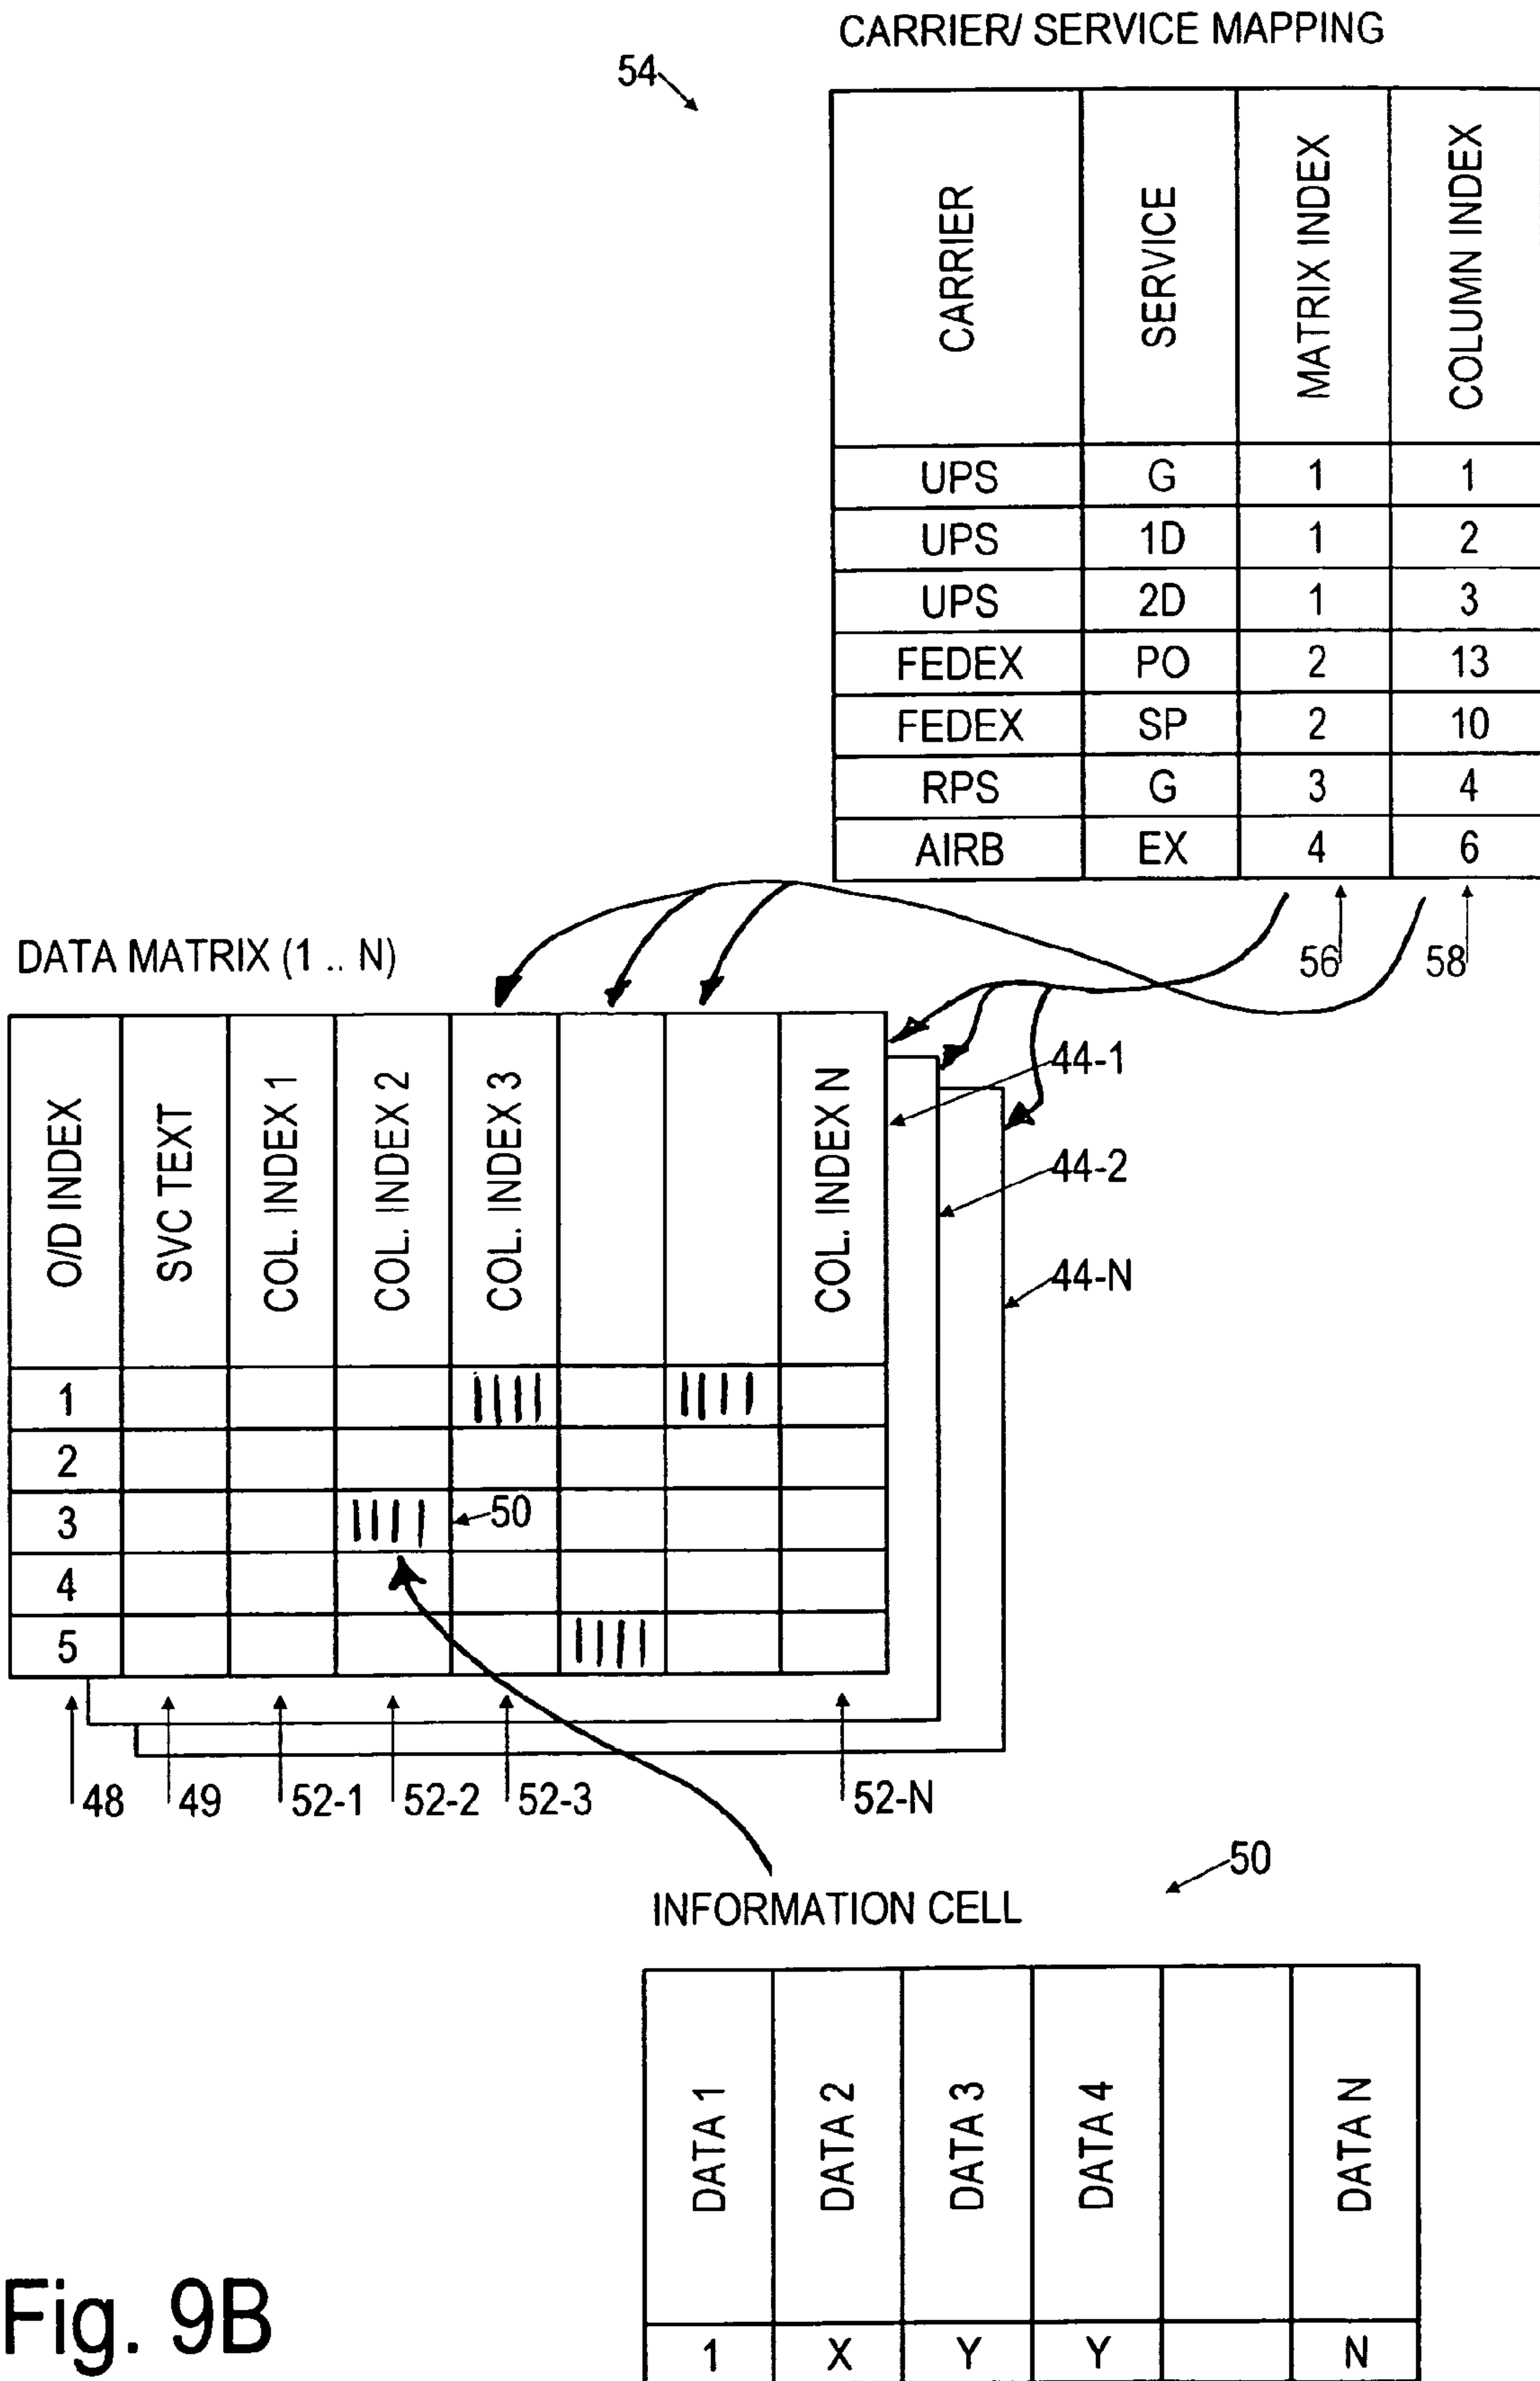 CARRIER/ SERVICE MAPPING
54
CARRIER SERVICE MATRIX INDEX COLUMN INDEX
UPS G 1 1
UPS 1D 1 2
UPS 2D 1 3
FEDEX PO 2 13
FEDEX SP 2 10
RPS G 3 4
AIRB EX 4 6
56 58
DATA MATRIX (1 .. N)
O/D INDEX SVC TEXT COL. INDEX 1 COL. INDEX 2 COL. INDEX 3 COL. INDEX N
44-1
44-2
44-N
1
2
3 50
4
5
48 49 52-1 52-2 52-3 52-N
50
INFORMATION CELL
DATA 1 DATA 2 DATA 3 DATA 4 DATA N
1 X Y Y N
Fig. 9B